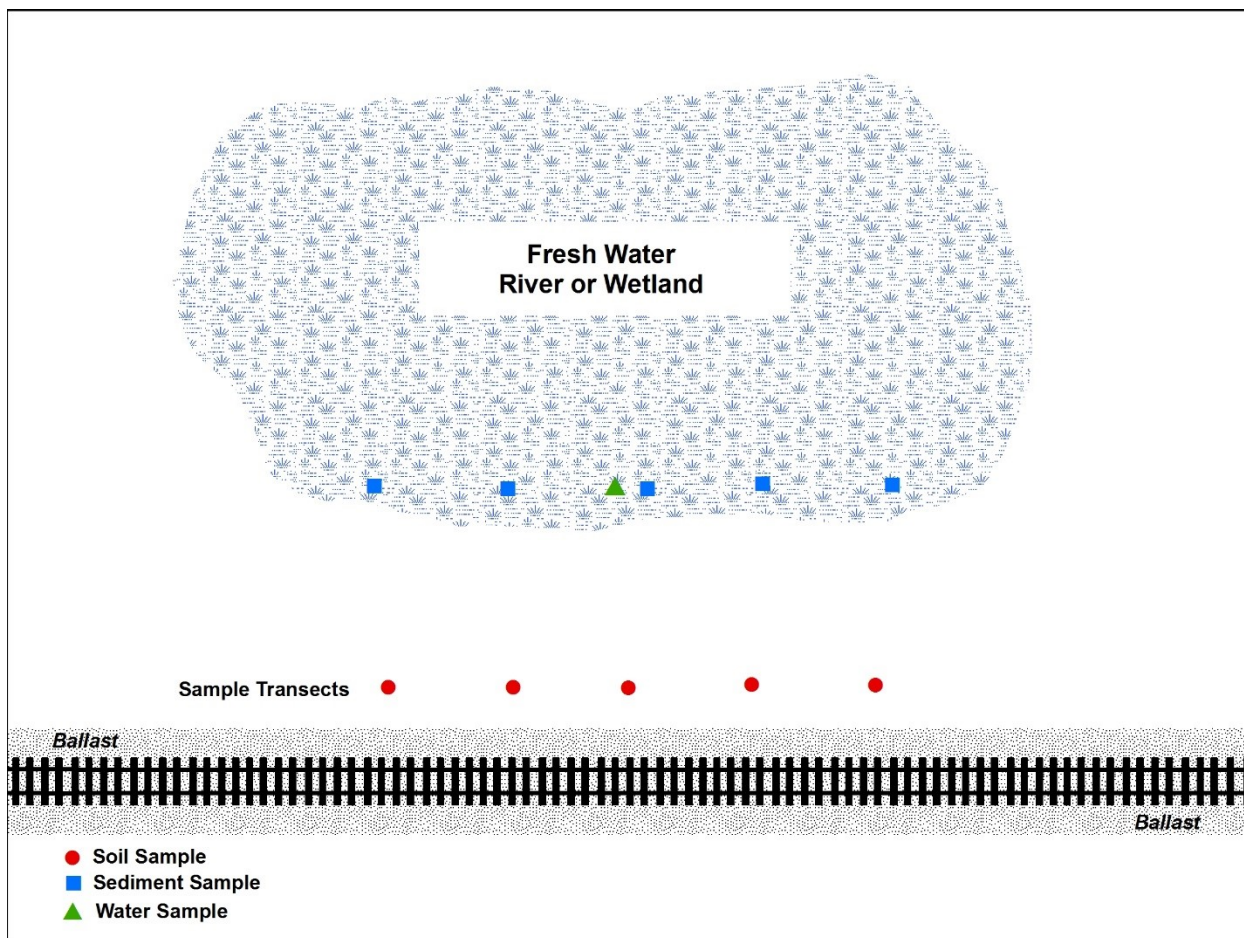 Fresh Water
River or Wetland
Sample Transects
Ballast
Ballast
Soil Sample
Sediment Sample
Water Sample